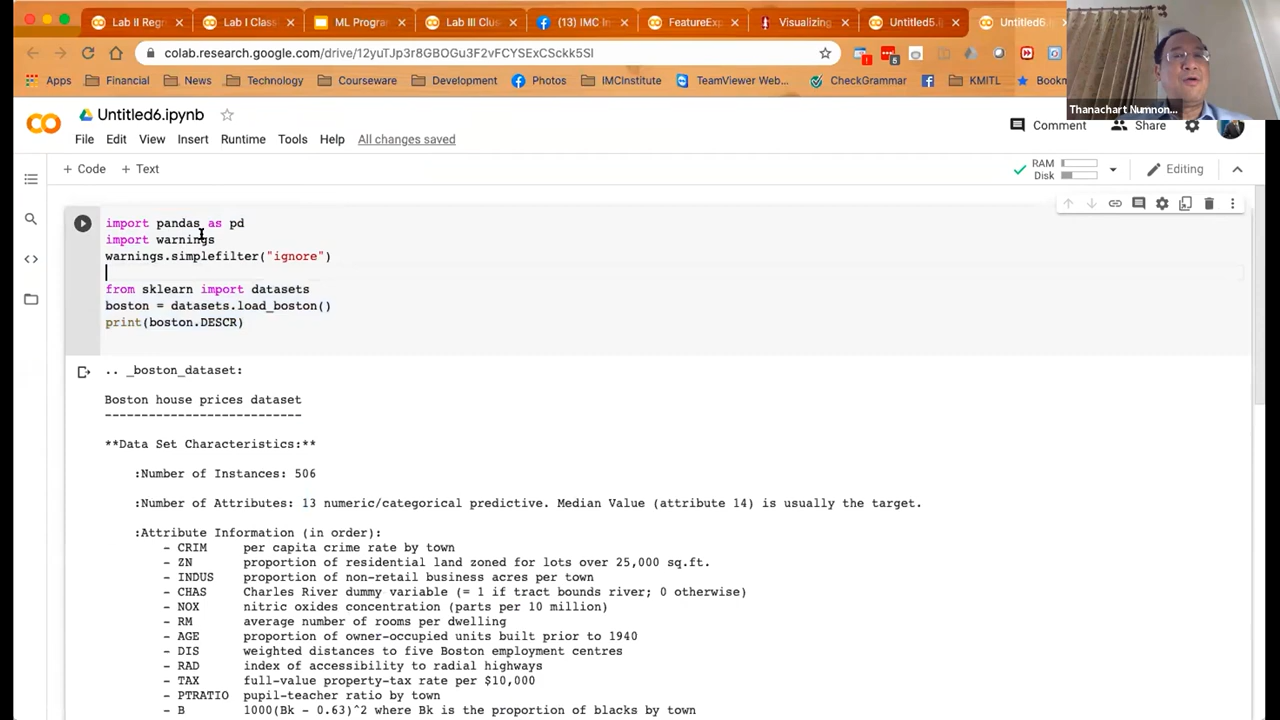 Lab II Regr
Lab I Class
ML Progra
Lab III Clus
(13) IMC In
FeatureExp
Visualizing
Untitled5.i
Untitled6.
colab.research.google.com/drive/12yuTJp3r8GBOGu3F2vFCYSExCSckk5SI
Apps Financial News Technology Courseware Development Photos IMCInstitute TeamViewer Web... CheckGrammar KMITL Bookm
Thanachart Numnon...
Untitled6.ipynb
File Edit View Insert Runtime Tools Help All changes saved
Comment Share
+ Code + Text
RAM
Disk
Editing
import pandas as pd
import warnings
warnings.simplefilter("ignore")
from sklearn import datasets
boston = datasets.load_boston()
print(boston.DESCR)
.. _boston_dataset:
Boston house prices dataset
---------------------------
**Data Set Characteristics:**
:Number of Instances: 506
:Number of Attributes: 13 numeric/categorical predictive. Median Value (attribute 14) is usually the target.
:Attribute Information (in order):
- CRIM per capita crime rate by town
- ZN proportion of residential land zoned for lots over 25,000 sq.ft.
- INDUS proportion of non-retail business acres per town
- CHAS Charles River dummy variable (= 1 if tract bounds river; 0 otherwise)
- NOX nitric oxides concentration (parts per 10 million)
- RM average number of rooms per dwelling
- AGE proportion of owner-occupied units built prior to 1940
- DIS weighted distances to five Boston employment centres
- RAD index of accessibility to radial highways
- TAX full-value property-tax rate per $10,000
- PTRATIO pupil-teacher ratio by town
- B 1000(Bk - 0.63)^2 where Bk is the proportion of blacks by town